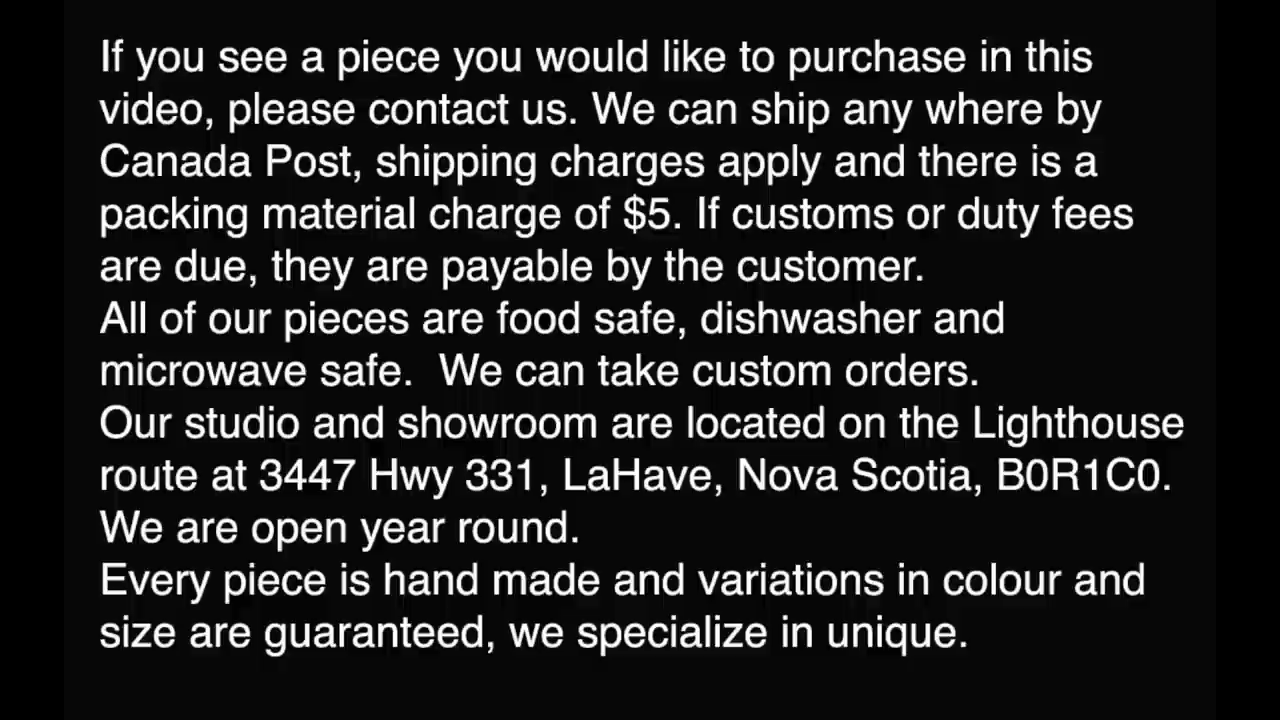 If you see a piece you would like to purchase in this
video, please contact us. We can ship any where by
Canada Post, shipping charges apply and there is a
packing material charge of $5. If customs or duty fees
are due, they are payable by the customer.
All of our pieces are food safe, dishwasher and
microwave safe.  We can take custom orders.
Our studio and showroom are located on the Lighthouse
route at 3447 Hwy 331, LaHave, Nova Scotia, B0R1C0.
We are open year round.
Every piece is hand made and variations in colour and
size are guaranteed, we specialize in unique.